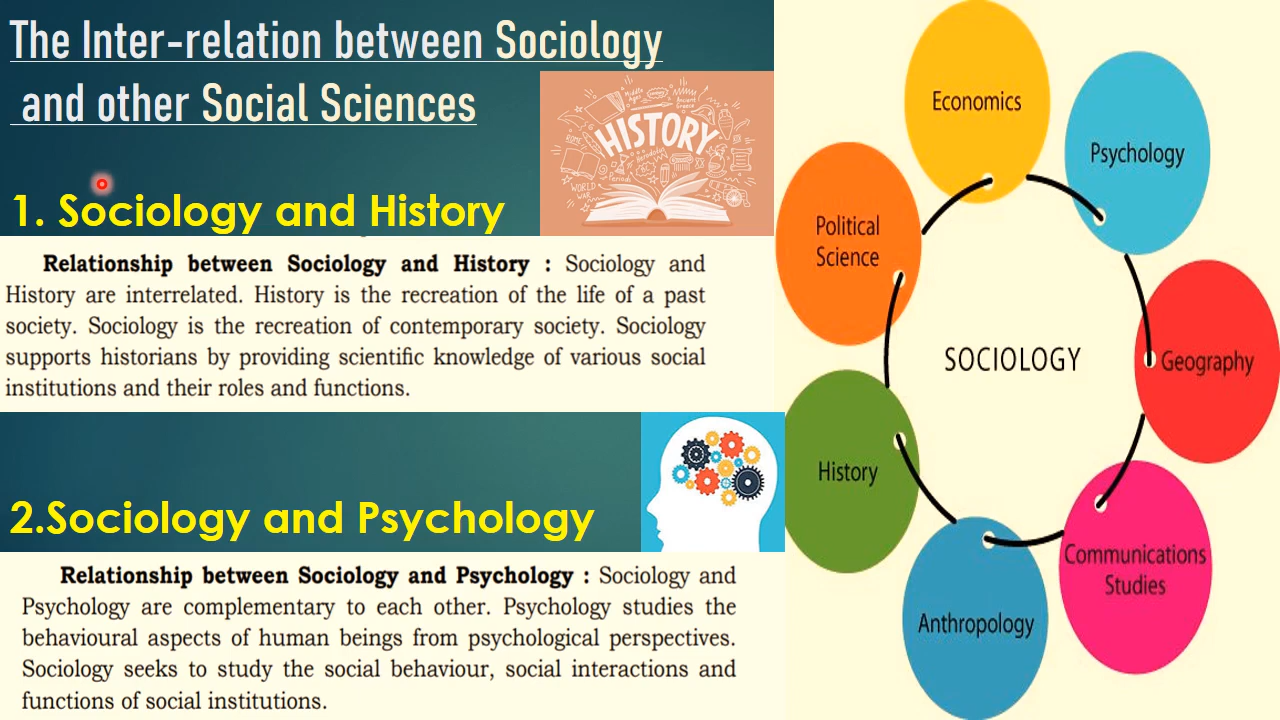 The Inter-relation between Sociology
and other Social Sciences
HISTORY
WORLD
1. Sociology and History
Relationship between Sociology and History : Sociology and
History are interrelated. History is the recreation of the life of a past
society. Sociology is the recreation of contemporary society. Sociology
supports historians by providing scientific knowledge of various social
institutions and their roles and functions.
2.Sociology and Psychology
Relationship between Sociology and Psychology : Sociology and
Psychology are complementary to each other. Psychology studies the
behavioural aspects of human beings from psychological perspectives.
Sociology seeks to study the social behaviour, social interactions and
functions of social institutions.
Economics
Psychology
Political
Science
SOCIOLOGY
Geography
History
Communications
Studies
Anthropology